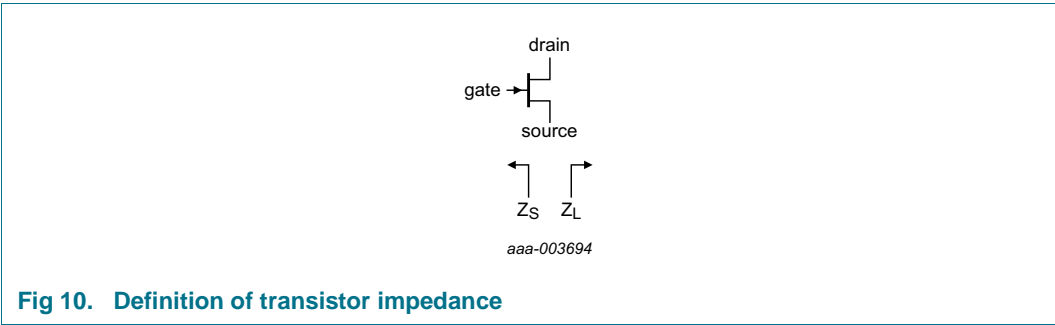 drain
gate
source
ZS ZL
aaa-003694
Fig 10. Definition of transistor impedance